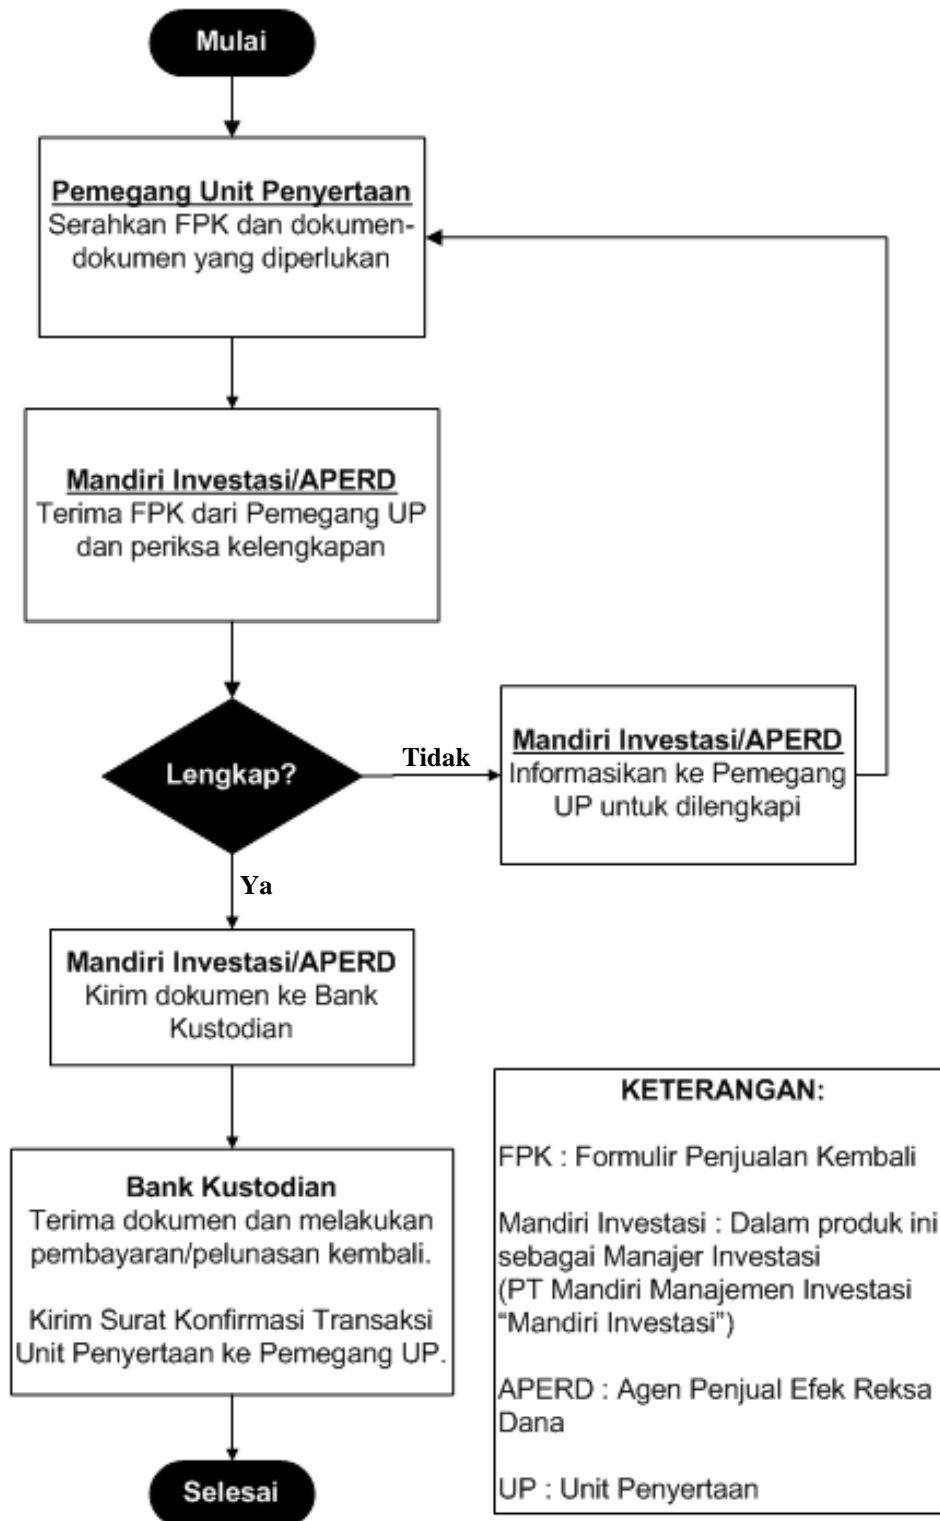 Mulai
Pemegang Unit Penyertaan
Serahkan FPK dan dokumen-
dokumen yang diperlukan
Mandiri Investasi/APERD
Terima FPK dari Pemegang UP
dan periksa kelengkapan
Lengkap?
Tidak
Mandiri Investasi/APERD
Informasikan ke Pemegang
UP untuk dilengkapi
Ya
Mandiri Investasi/APERD
Kirim dokumen ke Bank
Kustodian
Bank Kustodian
Terima dokumen dan melakukan
pembayaran/pelunasan kembali.
Kirim Surat Konfirmasi Transaksi
Unit Penyertaan ke Pemegang UP.
Selesai
KETERANGAN:
FPK : Formulir Penjualan Kembali
Mandiri Investasi : Dalam produk ini
sebagai Manajer Investasi
(PT Mandiri Manajemen Investasi
“Mandiri Investasi”)
APERD : Agen Penjual Efek Reksa
Dana
UP : Unit Penyertaan